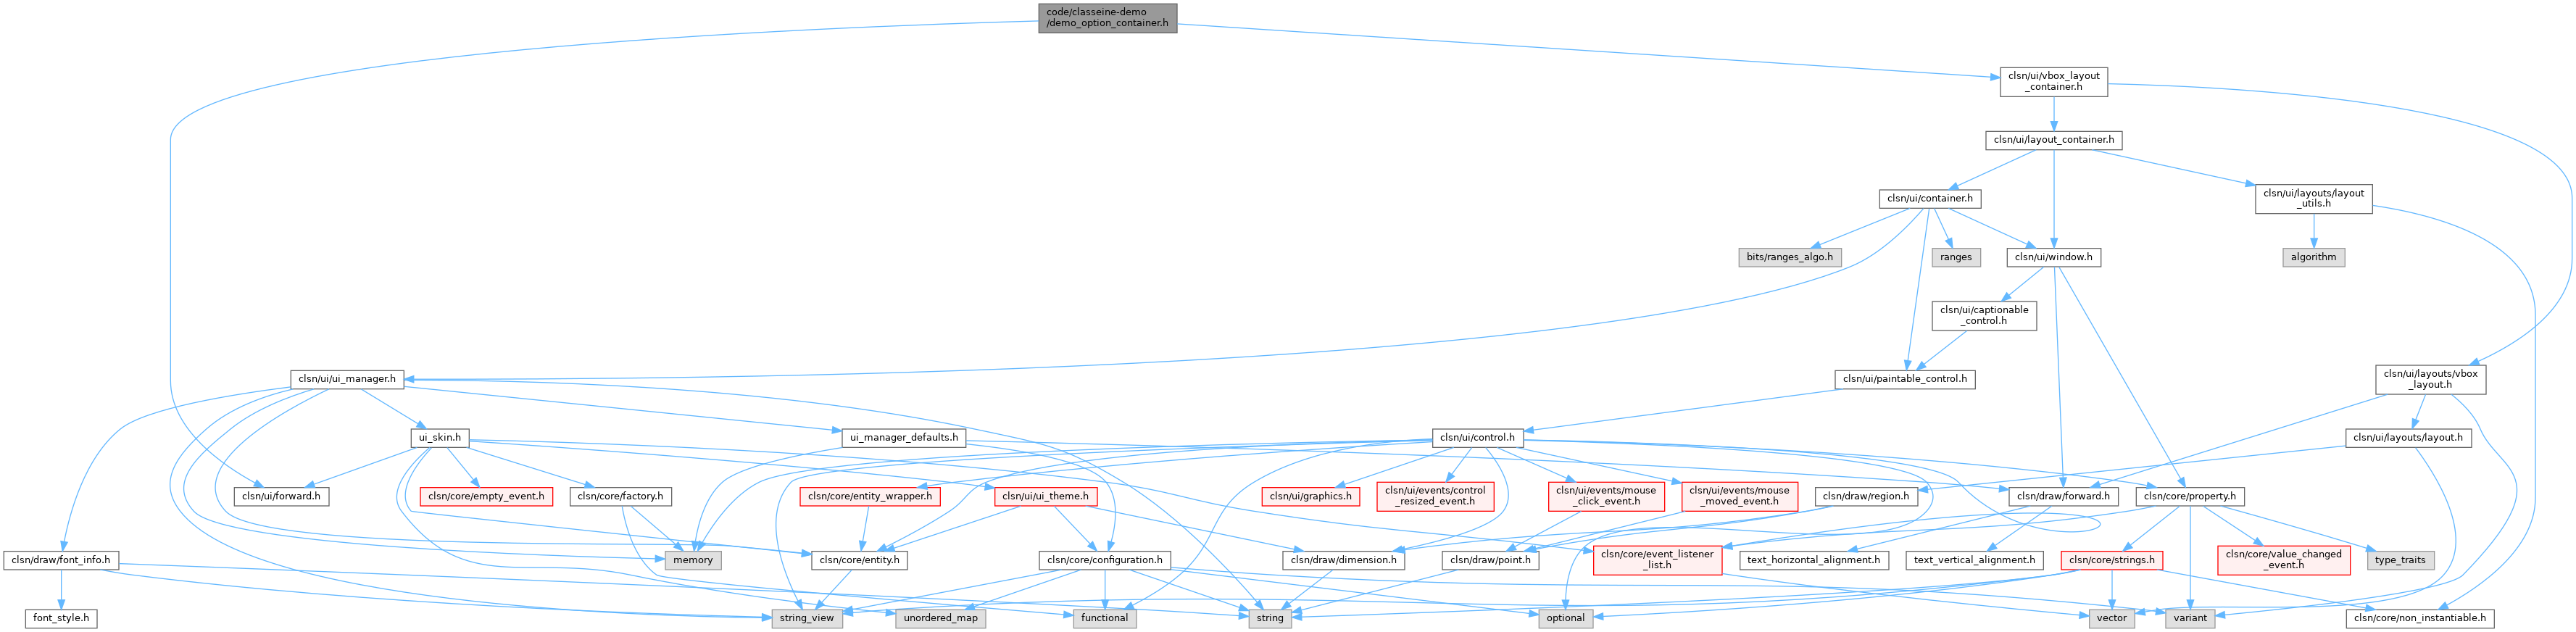 code/classeine-demo
/demo_option_container.h
clsn/ui/vbox_layout
_container.h
clsn/ui/layout_container.h
clsn/ui/container.h
clsn/ui/layouts/layout
_utils.h
bits/ranges_algo.h
ranges
clsn/ui/window.h
algorithm
clsn/ui/captionable
_control.h
clsn/ui/ui_manager.h
clsn/ui/paintable_control.h
clsn/ui/layouts/vbox
_layout.h
ui_skin.h
ui_manager_defaults.h
clsn/ui/control.h
clsn/ui/layouts/layout.h
clsn/ui/forward.h
clsn/core/empty_event.h
clsn/core/factory.h
clsn/core/entity_wrapper.h
clsn/ui/ui_theme.h
clsn/ui/graphics.h
clsn/ui/events/control
_resized_event.h
clsn/ui/events/mouse
_click_event.h
clsn/ui/events/mouse
_moved_event.h
clsn/draw/region.h
clsn/draw/forward.h
clsn/core/property.h
clsn/draw/font_info.h
memory
clsn/core/entity.h
clsn/core/configuration.h
clsn/draw/dimension.h
clsn/draw/point.h
clsn/core/event_listener
_list.h
text_horizontal_alignment.h
text_vertical_alignment.h
clsn/core/strings.h
clsn/core/value_changed
_event.h
type_traits
font_style.h
string_view
unordered_map
functional
string
optional
vector
variant
clsn/core/non_instantiable.h